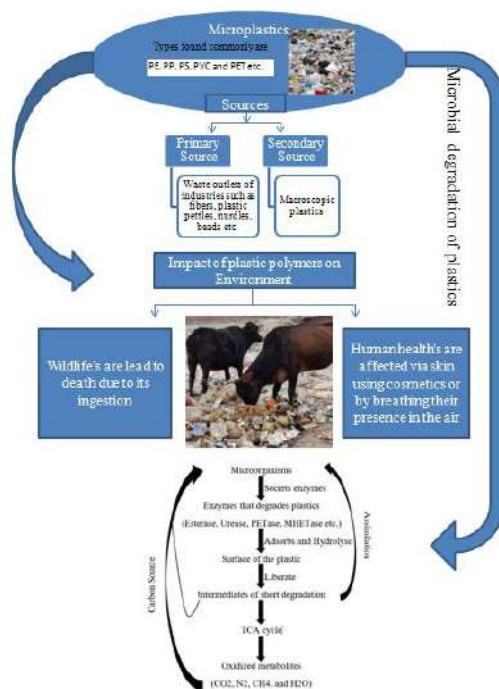 Microplastics
Types found commonly are
PE, PP, PS, PVC and PET etc.
Sources
Primary
Source
Secondary
Source
Waste outlets of
industries such as
fibers, plastic
pettles, nurdles,
beads etc
Macroscopic
plastics
Microbial degradation of plastics
Impact of plastic polymers on
Environment
Wildlife's are lead to
death due to its
ingestion
Human health's are
affected via skin
using cosmetics or
by breathing their
presence in the air
Microorganisms
Secrets enzymes
Enzymes that degrades plastics
(Esterase, Urease, PETase, MHETase etc.)
Adsorbs and Hydrolyse
Surface of the plastic
Liberate
Intermediates of short degradation
TCA cycle
Oxidized metabolites
(CO2, N2, CH4, and H2O)
Carbon Source
Assimilation